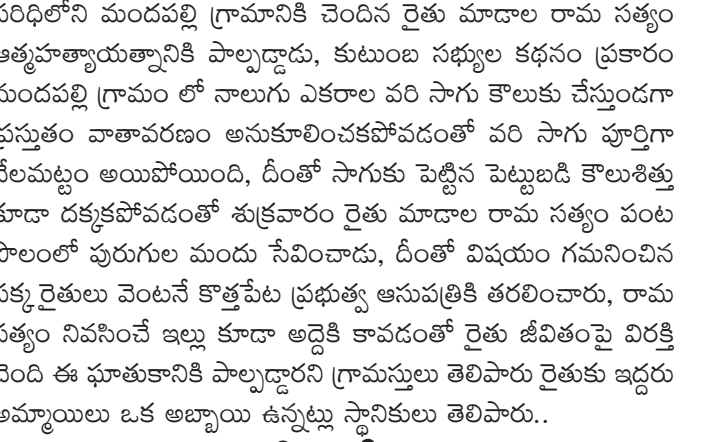 పరిధిలోని మందపల్లి గ్రామానికి చెందిన రైతు మాడాల రామ సత్యం
ఆత్మహత్యాయత్నానికి పాల్పడ్డాడు, కుటుంబ సభ్యుల కథనం ప్రకారం
మందపల్లి గ్రామం లో నాలుగు ఎకరాల వరి సాగు కౌలుకు చేస్తుండగా
ప్రస్తుతం వాతావరణం అనుకూలించకపోవడంతో వరి సాగు పూర్తిగా
నేలమట్టం అయిపోయింది, దీంతో సాగుకు పెట్టిన పెట్టుబడి కౌలుశిత్తు
కూడా దక్కకపోవడంతో శుక్రవారం రైతు మాడాల రామ సత్యం పంట
పొలంలో పురుగుల మందు సేవించాడు, దీంతో విషయం గమనించిన
పక్క రైతులు వెంటనే కొత్తపేట ప్రభుత్వ ఆసుపత్రికి తరలించారు, రామ
సత్యం నివసించే ఇల్లు కూడా అద్దెకి కావడంతో రైతు జీవితంపై విరక్తి
చెంది ఈ ఘాతుకానికి పాల్పడ్డారని గ్రామస్తులు తెలిపారు రైతుకు ఇద్దరు
అమ్మాయిలు ఒక అబ్బాయి ఉన్నట్లు స్థానికులు తెలిపారు..